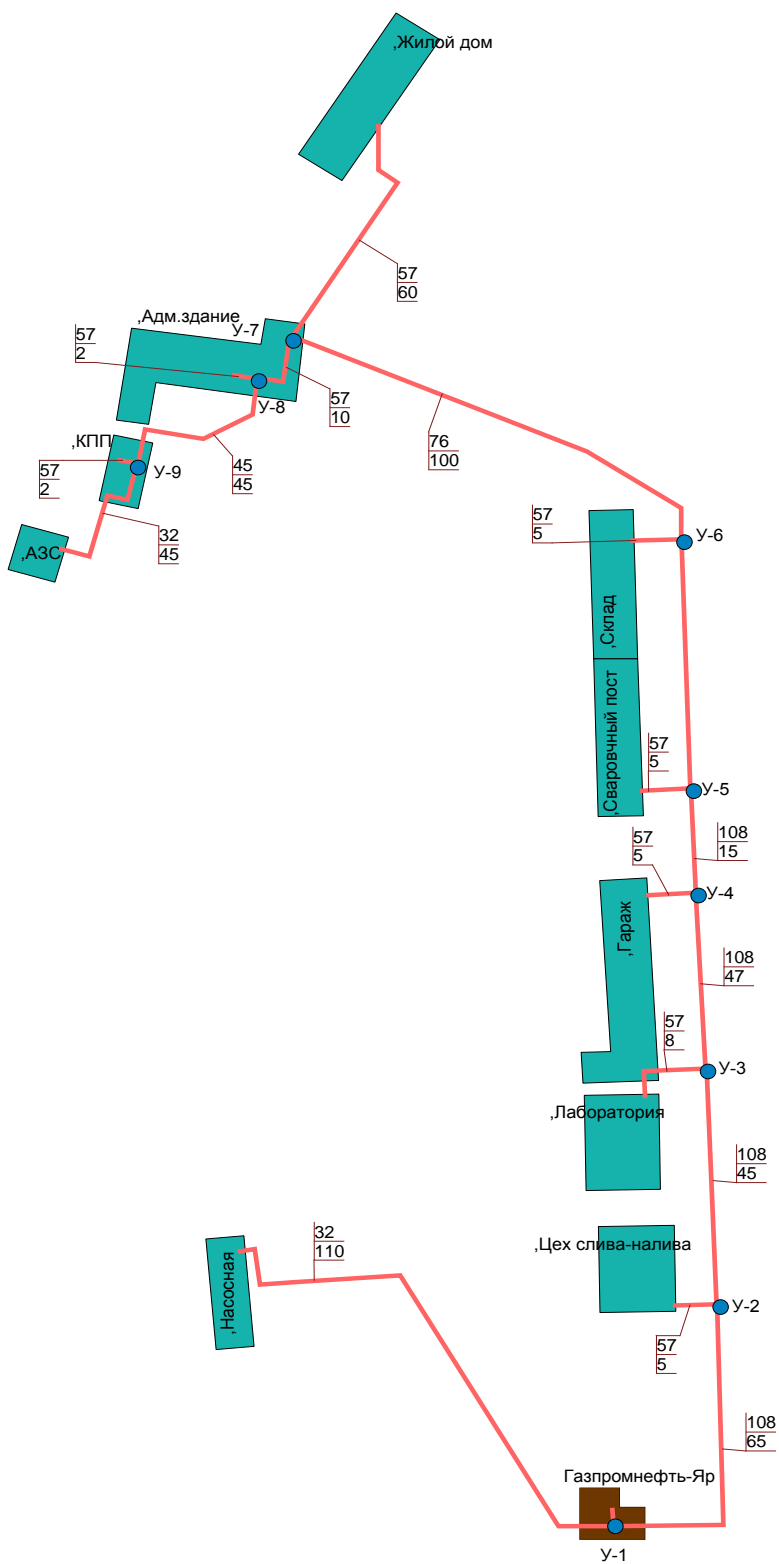 ,Жилой дом
57
60
,Адм.здание
У-7
57
2
У-8
57
10
,КПП
57
2
У-9
45
45
76
100
32
45
,АЗС
57
5
У-6
,Склад
,Сваровчный пост
57
5
У-5
108
15
57
5
У-4
,Гараж
108
47
57
8
У-3
,Лаборатория
108
45
32
110
,Насосная
,Цех слива-налива
У-2
57
5
108
65
Газпромнефть-Яр
У-1